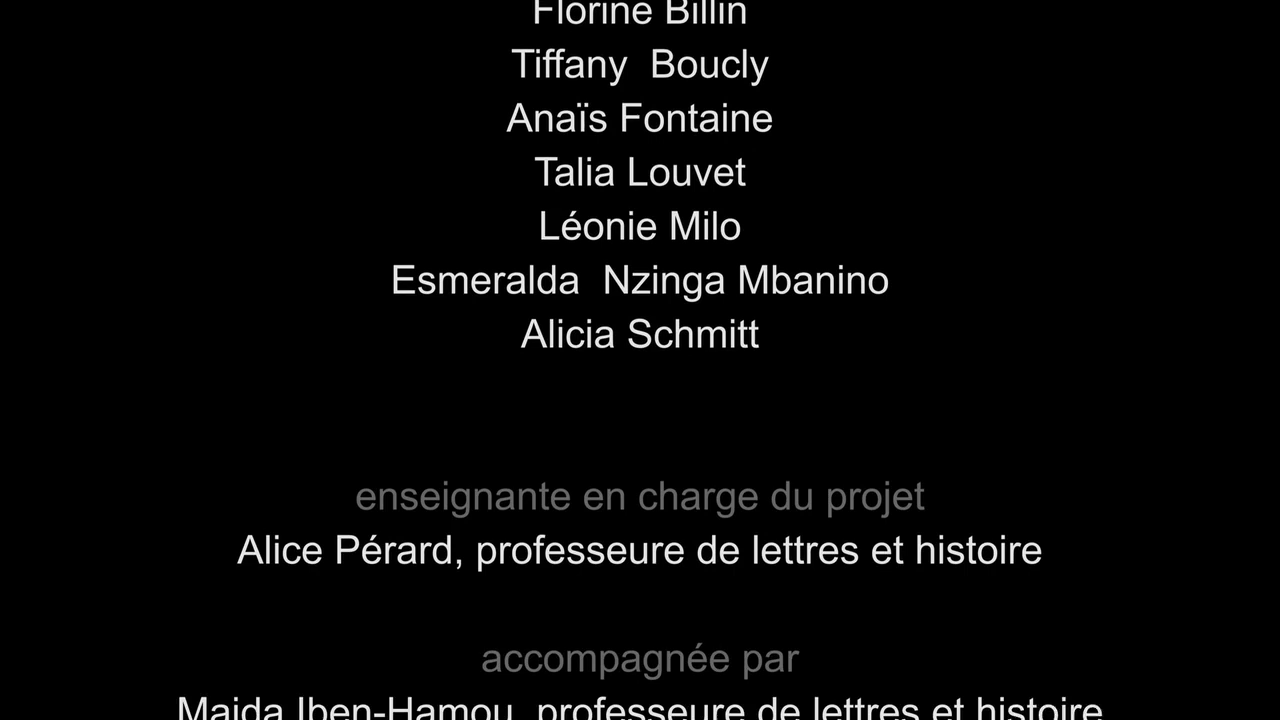 Florine Billin
Tiffany  Boucly
Anaïs Fontaine
Talia Louvet
Léonie Milo
Esmeralda  Nzinga Mbanino
Alicia Schmitt
enseignante en charge du projet
Alice Pérard, professeure de lettres et histoire
accompagnée par
Maida Iben-Hamou, professeure de lettres et histoire